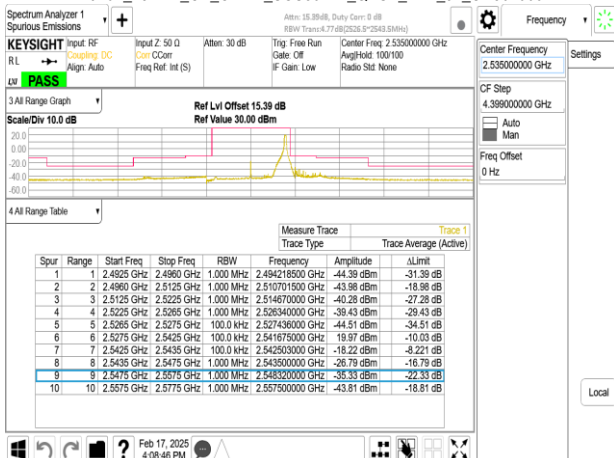 Spectrum Analyzer 1
Spurious Emissions
Attn: 15.39dB, Duty Corr: 0 dB
RBW Trans:4.77dB(2526.5~2543.5MHz)
Frequency
KEYSIGHT
RL
PASS
Input: RF
Coupling: DC
Align: Auto
Input Z: 50 Ω
Corr CCorr
Freq Ref: Int (S)
Atten: 30 dB
Trig: Free Run
Gate: Off
IF Gain: Low
Center Freq: 2.535000000 GHz
Avg|Hold: 100/100
Radio Std: None
Center Frequency
2.535000000 GHz
Settings
CF Step
4.399000000 GHz
Auto
Man
Freq Offset
0 Hz
3 All Range Graph
Scale/Div 10.0 dB
Ref Lvl Offset 15.39 dB
Ref Value 30.00 dBm
20.0
0.00
-20.0
-40.0
-60.0
4 All Range Table
Measure Trace Trace 1
Trace Type Trace Average (Active)
Spur Range Start Freq Stop Freq RBW Frequency Amplitude ΔLimit
1 1 2.4925 GHz 2.4960 GHz 1.000 MHz 2.494218500 GHz -44.39 dBm -31.39 dB
2 2 2.4960 GHz 2.5125 GHz 1.000 MHz 2.510701500 GHz -43.98 dBm -18.98 dB
3 3 2.5125 GHz 2.5225 GHz 1.000 MHz 2.514670000 GHz -40.28 dBm -27.28 dB
4 4 2.5225 GHz 2.5265 GHz 1.000 MHz 2.526340000 GHz -39.43 dBm -29.43 dB
5 5 2.5265 GHz 2.5275 GHz 100.0 kHz 2.527436000 GHz -44.51 dBm -34.51 dB
6 6 2.5275 GHz 2.5425 GHz 100.0 kHz 2.541675000 GHz 19.97 dBm -10.03 dB
7 7 2.5425 GHz 2.5435 GHz 100.0 kHz 2.542503000 GHz -18.22 dBm -8.221 dB
8 8 2.5435 GHz 2.5475 GHz 1.000 MHz 2.543500000 GHz -26.79 dBm -16.79 dB
9 9 2.5475 GHz 2.5575 GHz 1.000 MHz 2.548320000 GHz -35.33 dBm -22.33 dB
10 10 2.5575 GHz 2.5775 GHz 1.000 MHz 2.557500000 GHz -43.81 dBm -18.81 dB
Local
Feb 17, 2025
4:08:46 PM